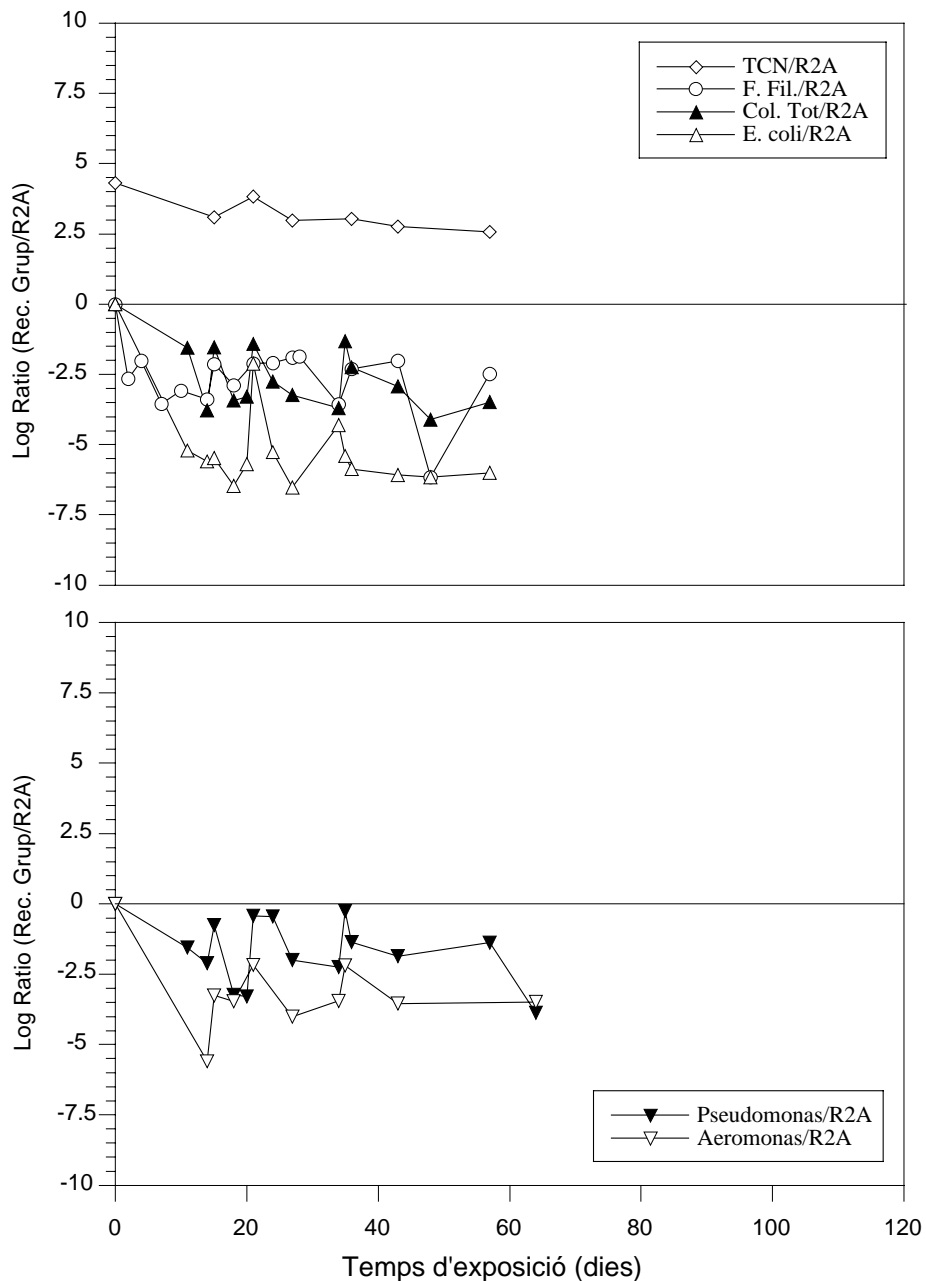 10
7.5
5
2.5
0
-2.5
-5
-7.5
-10
Log Ratio (Rec. Grup/R2A)
TCN/R2A
F. Fil./R2A
Col. Tot/R2A
E. coli/R2A
10
7.5
5
2.5
0
-2.5
-5
-7.5
-10
Log Ratio (Rec. Grup/R2A)
Pseudomonas/R2A
Aeromonas/R2A
0 20 40 60 80 100 120
Temps d'exposició (dies)